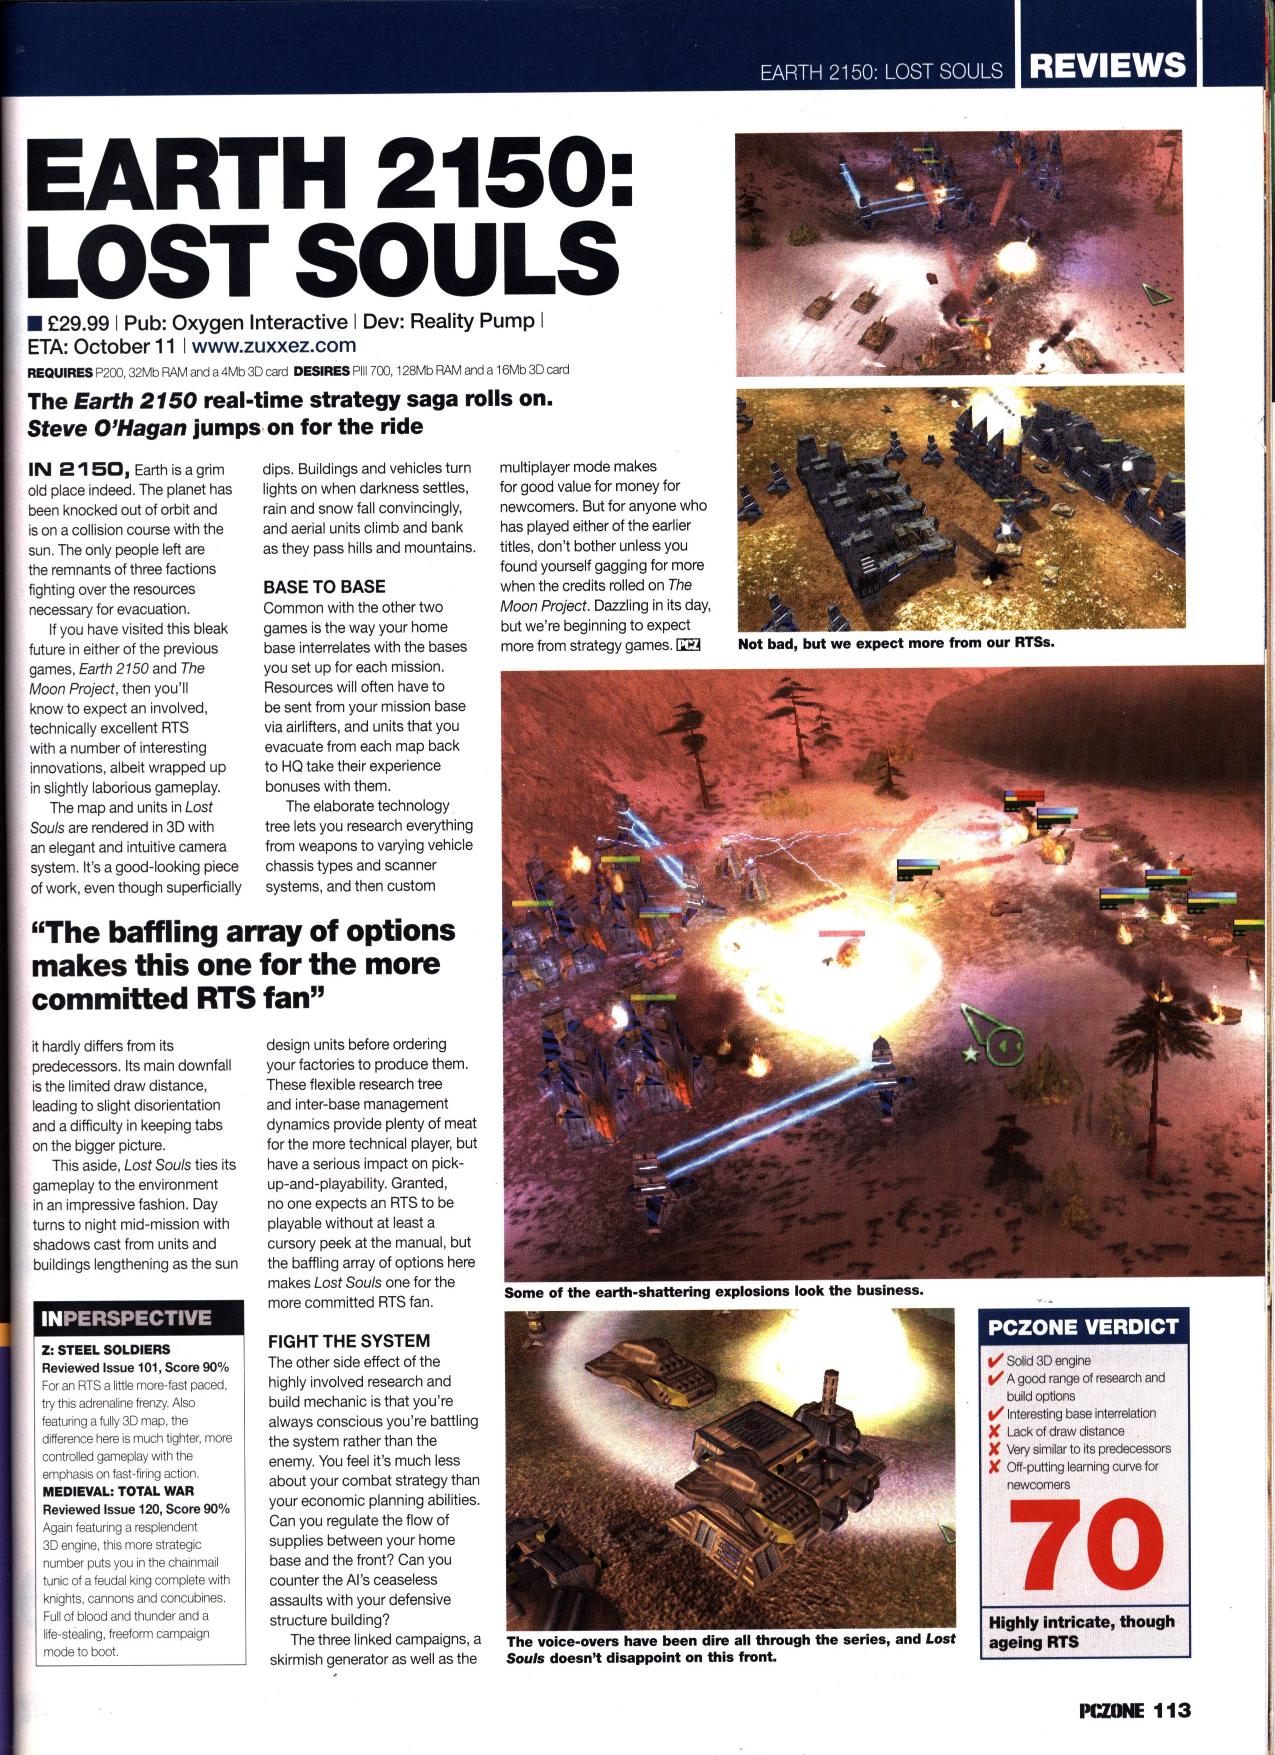 EARTH 2150: LOST SOULS
REVIEWS
EARTH 2150:
LOST SOULS
£29.99 | Pub: Oxygen Interactive | Dev: Reality Pump |
ETA: October 11 | www.zuxxez.com
REQUIRES P200, 32Mb RAM and a 4Mb 3D card DESIRES PIII 700, 128Mb RAM and a 16Mb 3D card
The Earth 2150 real-time strategy saga rolls on.
Steve O'Hagan jumps on for the ride
IN 2150, Earth is a grim
old place indeed. The planet has
been knocked out of orbit and
is on a collision course with the
sun. The only people left are
the remnants of three factions
fighting over the resources
necessary for evacuation.
If you have visited this bleak
future in either of the previous
games, Earth 2150 and The
Moon Project, then you'll
know to expect an involved,
technically excellent RTS
with a number of interesting
innovations, albeit wrapped up
in slightly laborious gameplay.
The map and units in Lost
Souls are rendered in 3D with
an elegant and intuitive camera
system. It's a good-looking piece
of work, even though superficially
"The baffling array of options
makes this one for the more
committed RTS fan"
it hardly differs from its
predecessors. Its main downfall
is the limited draw distance,
leading to slight disorientation
and a difficulty in keeping tabs
on the bigger picture.
This aside, Lost Souls ties its
gameplay to the environment
in an impressive fashion. Day
turns to night mid-mission with
shadows cast from units and
buildings lengthening as the sun
dips. Buildings and vehicles turn
lights on when darkness settles,
rain and snow fall convincingly,
and aerial units climb and bank
as they pass hills and mountains.
BASE TO BASE
Common with the other two
games is the way your home
base interrelates with the bases
you set up for each mission.
Resources will often have to
be sent from your mission base
via airlifters, and units that you
evacuate from each map back
to HQ take their experience
bonuses with them.
The elaborate technology
tree lets you research everything
from weapons to varying vehicle
chassis types and scanner
systems, and then custom
design units before ordering
your factories to produce them.
These flexible research tree
and inter-base management
dynamics provide plenty of meat
for the more technical player, but
have a serious impact on pick-
up-and-playability. Granted,
no one expects an RTS to be
playable without at least a
cursory peek at the manual, but
the baffling array of options here
makes Lost Souls one for the
more committed RTS fan.
FIGHT THE SYSTEM
The other side effect of the
highly involved research and
build mechanic is that you're
always conscious you're battling
the system rather than the
enemy. You feel it's much less
about your combat strategy than
your economic planning abilities.
Can you regulate the flow of
supplies between your home
base and the front? Can you
counter the AI's ceaseless
assaults with your defensive
structure building?
The three linked campaigns, a
skirmish generator as well as the
multiplayer mode makes
for good value for money for
newcomers. But for anyone who
has played either of the earlier
titles, don't bother unless you
found yourself gagging for more
when the credits rolled on The
Moon Project. Dazzling in its day,
but we're beginning to expect
more from strategy games. PCZ
Not bad, but we expect more from our RTSs.
Some of the earth-shattering explosions look the business.
INPERSPECTIVE
Z: STEEL SOLDIERS
Reviewed Issue 101, Score 90%
For an RTS a little more-fast paced,
try this adrenaline frenzy. Also
featuring a fully 3D map, the
difference here is much tighter, more
controlled gameplay with the
emphasis on fast-firing action.
MEDIEVAL: TOTAL WAR
Reviewed Issue 120, Score 90%
Again featuring a resplendent
3D engine, this more strategic
number puts you in the chainmail
tunic of a feudal king complete with
knights, cannons and concubines.
Full of blood and thunder and a
life-stealing, freeform campaign
mode to boot.
The voice-overs have been dire all through the series, and Lost
Souls doesn't disappoint on this front.
PCZONE VERDICT
✔ Solid 3D engine
✔ A good range of research and
build options
✔ Interesting base interrelation
✘ Lack of draw distance
✘ Very similar to its predecessors
✘ Off-putting learning curve for
newcomers
70
Highly intricate, though
ageing RTS
PCZONE 113